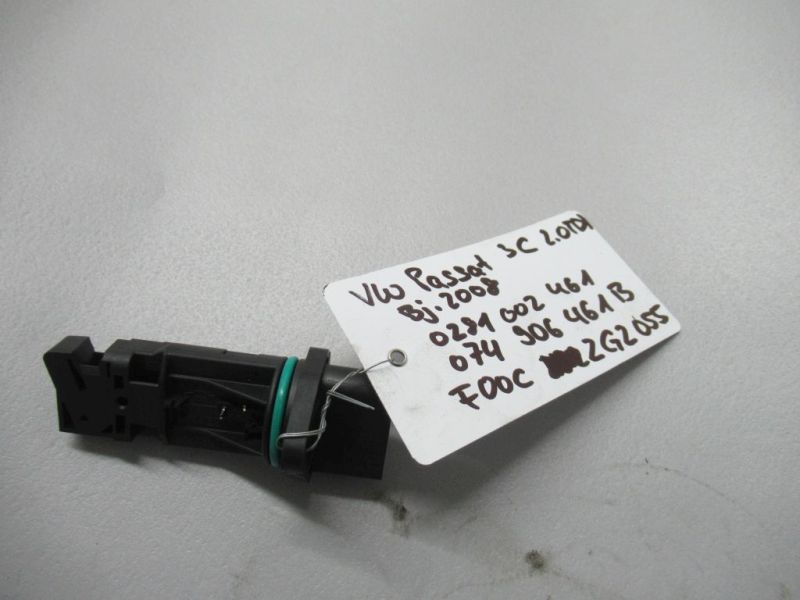 VW Passat 3C 2.0TDI
Bj.2008
0281 002 461
074 906 461 B
F00C 2G2 055